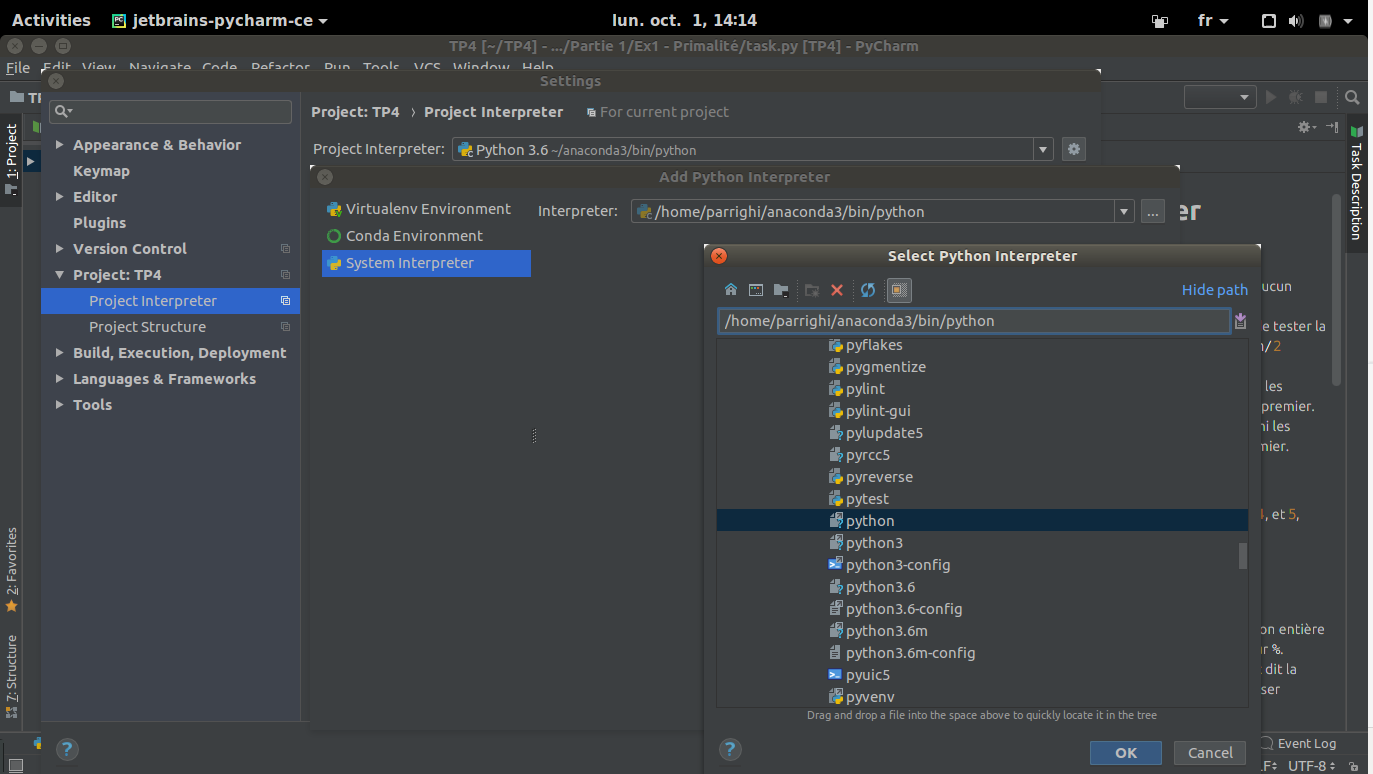 Activities jetbrains-pycharm-ce lun. oct. 1, 14:14 fr
TP4 [~/TP4] - .../Partie 1/Ex1 - Primalité/task.py [TP4] - PyCharm
File Edit View Navigate Code Refactor Run Tools VCS Window Help
Settings
TP
Project: TP4 › Project Interpreter For current project
Project Interpreter: Python 3.6 ~/anaconda3/bin/python
1: Project
2: Favorites
7: Structure
Appearance & Behavior
Keymap
Editor
Plugins
Version Control
Project: TP4
Project Interpreter
Project Structure
Build, Execution, Deployment
Languages & Frameworks
Tools
Add Python Interpreter
Virtualenv Environment
Conda Environment
System Interpreter
Interpreter: /home/parrighi/anaconda3/bin/python ...
Select Python Interpreter
Hide path
/home/parrighi/anaconda3/bin/python
pyflakes
pygmentize
pylint
pylint-gui
pylupdate5
pyrcc5
pyreverse
pytest
python
python3
python3-config
python3.6
python3.6-config
python3.6m
python3.6m-config
pyuic5
pyvenv
Drag and drop a file into the space above to quickly locate it in the tree
? OK Cancel
?
Task Description
er
ucun
e tester la
n/2
les
premier.
ni les
mier.
, et 5,
on entière
ur %.
dit la
ser
Event Log
LF UTF-8